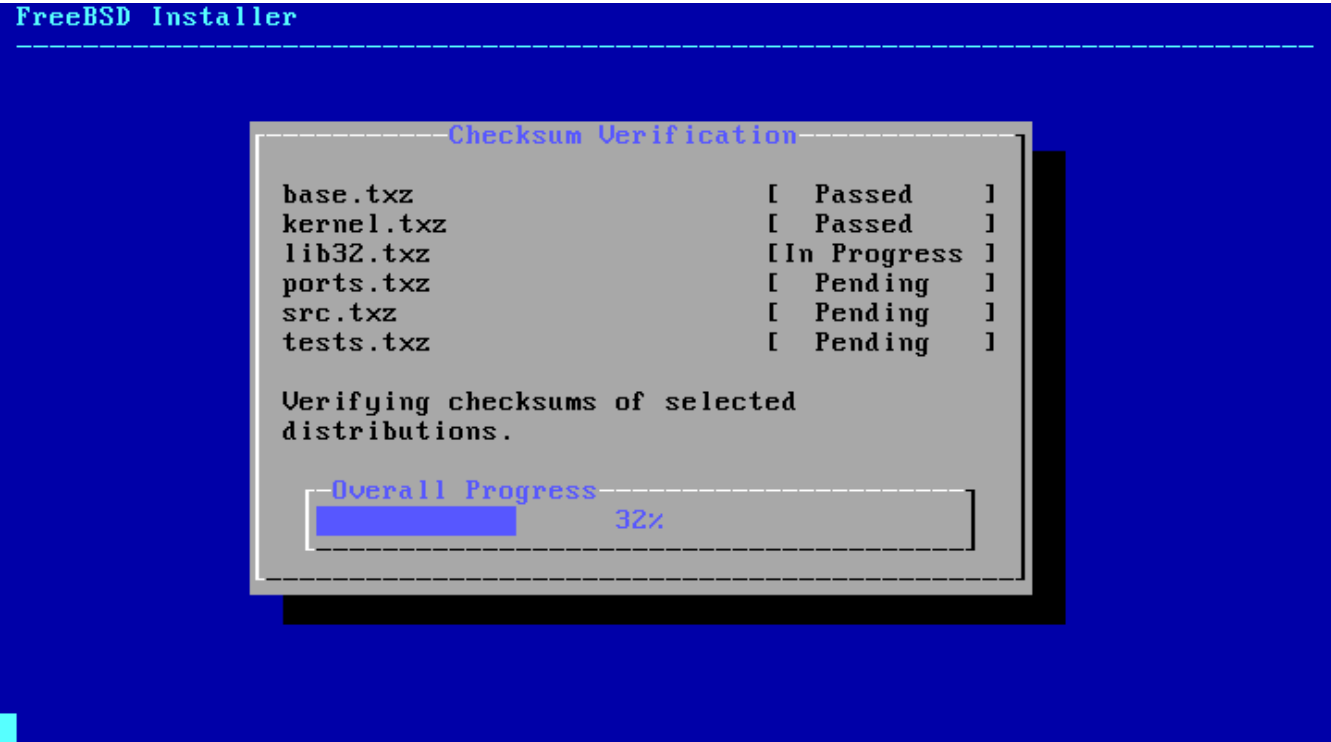 FreeBSD Installer
Checksum Verification
base.txz [ Passed ]
kernel.txz [ Passed ]
lib32.txz [In Progress ]
ports.txz [ Pending ]
src.txz [ Pending ]
tests.txz [ Pending ]
Verifying checksums of selected
distributions.
Overall Progress
32%